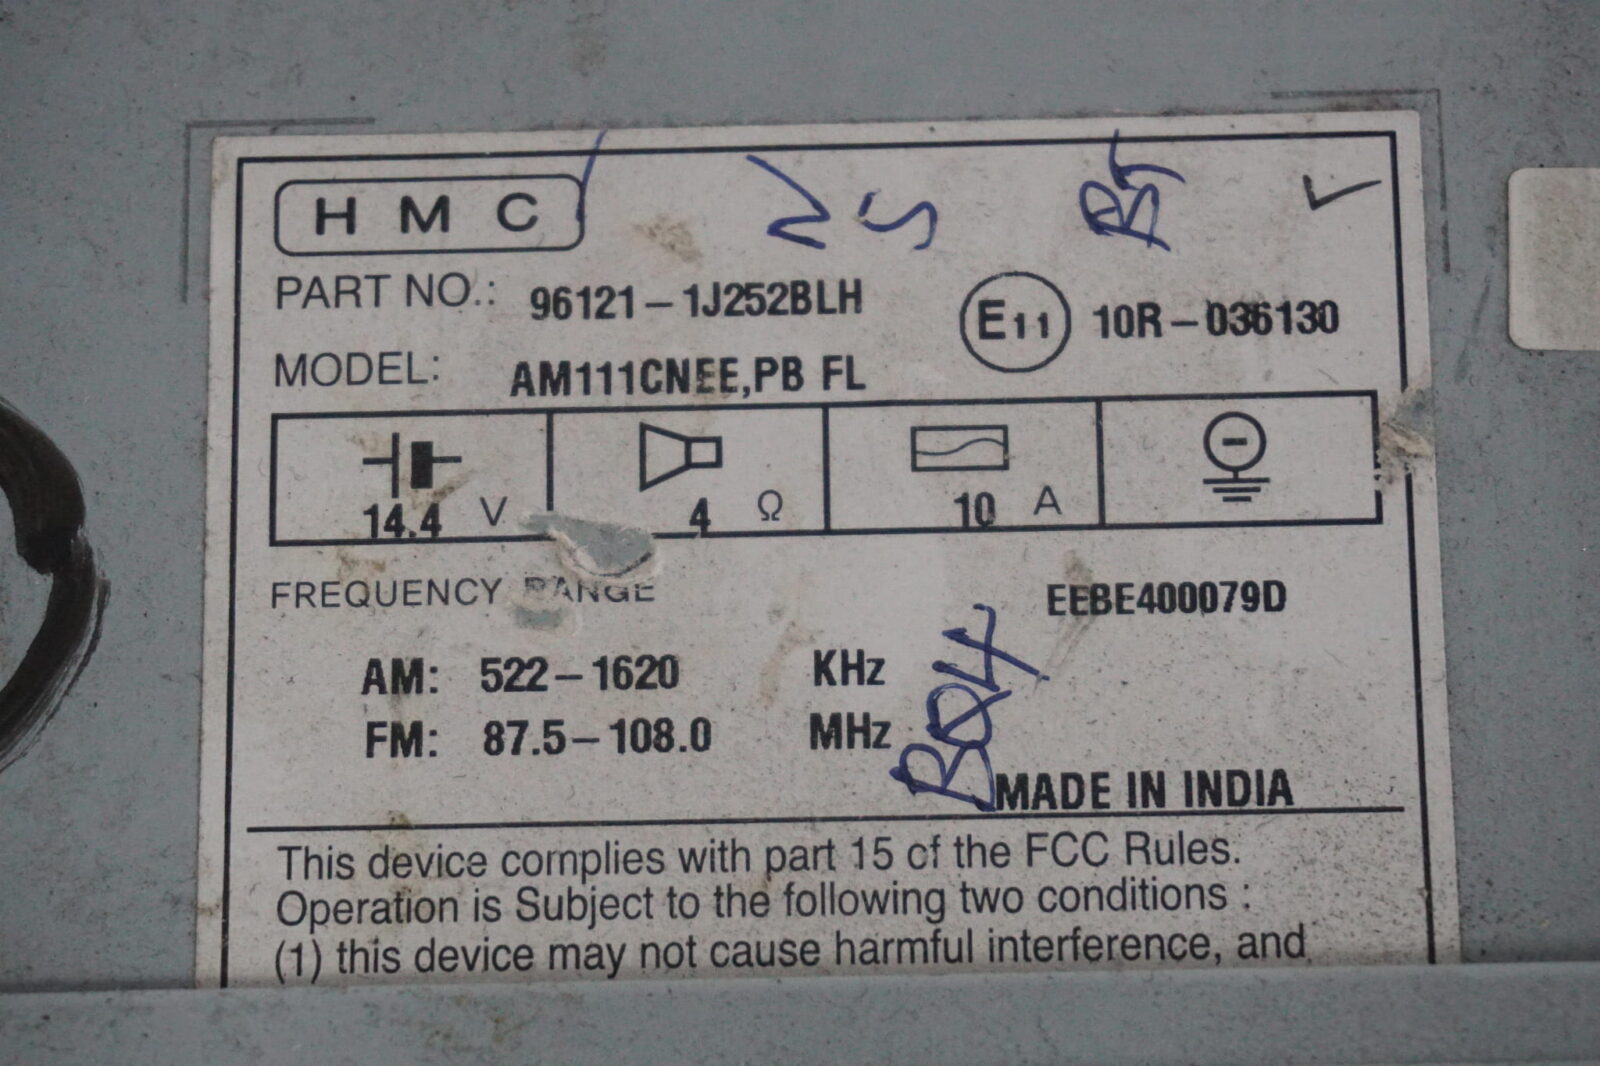 HMC
NS
PART NO.: 96121-1J252BLH
E11 10R-036130
MODEL: AM111CNEE,PB FL
14.4 V 4 Ω 10 A
FREQUENCY RANGE
EEBE400079D
AM: 522-1620 KHz
FM: 87.5-108.0 MHz
MADE IN INDIA
This device complies with part 15 of the FCC Rules.
Operation is Subject to the following two conditions :
(1) this device may not cause harmful interference, and